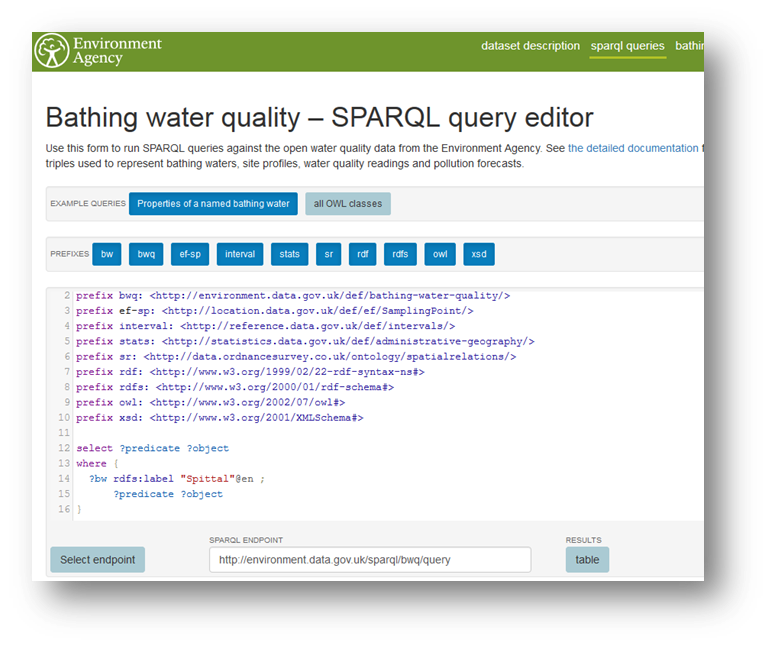 Environment
Agency
dataset description sparql queries
Bathing water quality – SPARQL query editor
Use this form to run SPARQL queries against the open water quality data from the Environment Agency. See the detailed documentation
triples used to represent bathing waters, site profiles, water quality readings and pollution forecasts.
EXAMPLE QUERIES Properties of a named bathing water all OWL classes
PREFIXES bw bwq ef-sp interval stats sr rdf rdfs owl xsd
2 prefix bwq: <http://environment.data.gov.uk/def/bathing-water-quality/>
3 prefix ef-sp: <http://location.data.gov.uk/def/ef/SamplingPoint/>
4 prefix interval: <http://reference.data.gov.uk/def/intervals/>
5 prefix stats: <http://statistics.data.gov.uk/def/administrative-geography/>
6 prefix sr: <http://data.ordnancesurvey.co.uk/ontology/spatialrelations/>
7 prefix rdf: <http://www.w3.org/1999/02/22-rdf-syntax-ns#>
8 prefix rdfs: <http://www.w3.org/2000/01/rdf-schema#>
9 prefix owl: <http://www.w3.org/2002/07/owl#>
10 prefix xsd: <http://www.w3.org/2001/XMLSchema#>
11
12 select ?predicate ?object
13 where {
14 ?bw rdfs:label "Spittal"@en ;
15 ?predicate ?object
16 }
SPARQL ENDPOINT RESULTS
Select endpoint http://environment.data.gov.uk/sparql/bwq/query table